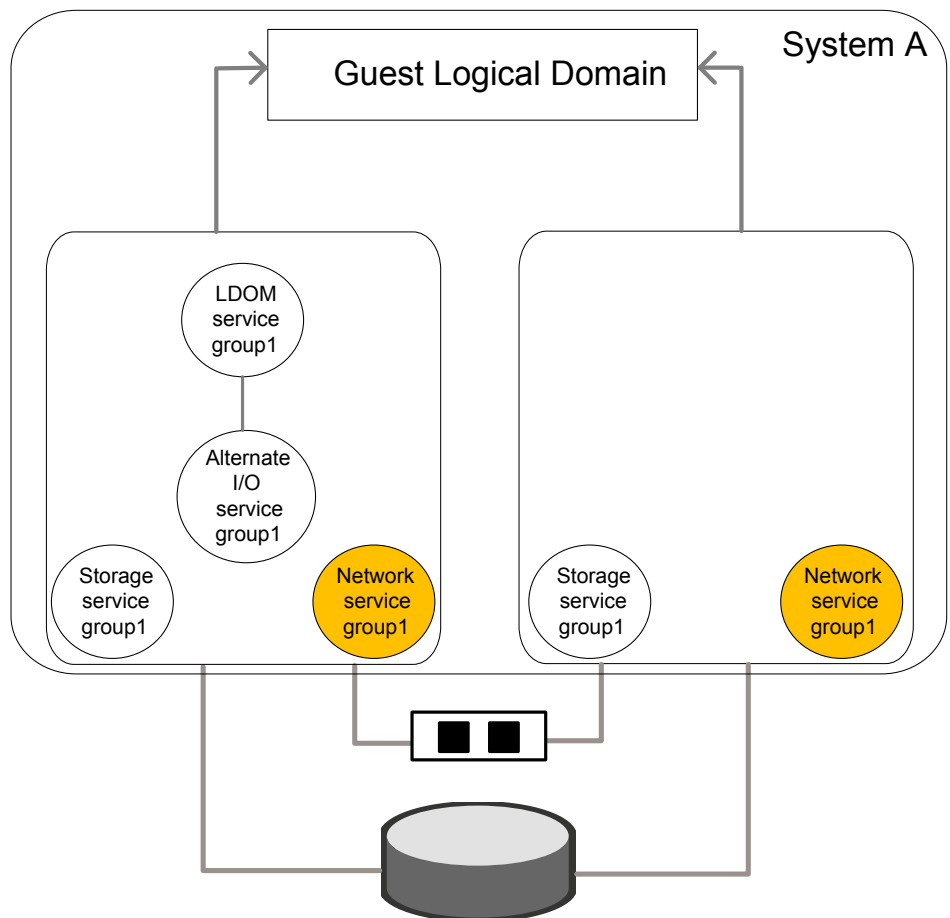 System A
Guest Logical Domain
LDOM
service
group1
Alternate
I/O
service
group1
Storage
service
group1
Network
service
group1
Storage
service
group1
Network
service
group1